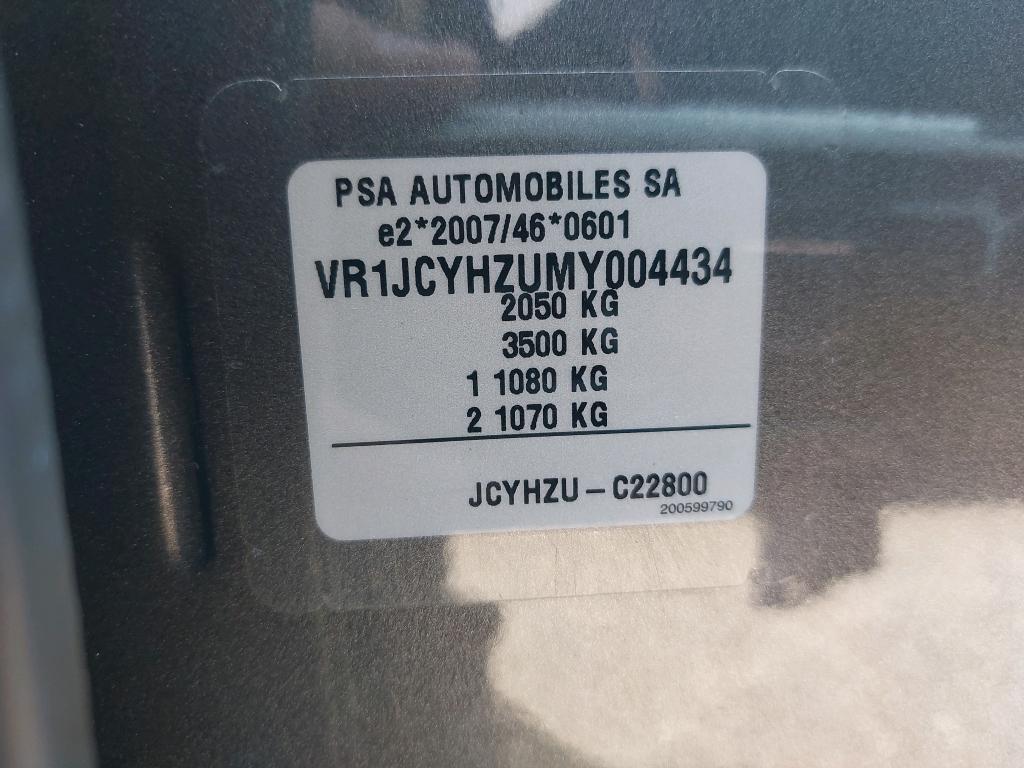 PSA AUTOMOBILES SA
e2*2007/46*0601
VR1JCYHZUMY004434
2050 KG
3500 KG
1 1080 KG
2 1070 KG
JCYHZU – C22800
200599790